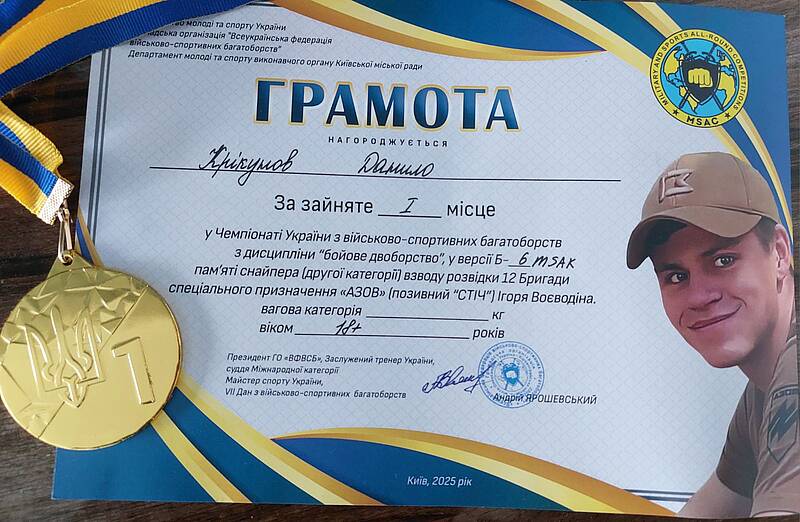 молоді та спорту України
організація "Всеукраїнська федерація
військово-спортивних багатоборств"
Департамент молоді та спорту виконавчого органу Київської міської ради
MILITARY AND SPORTS ALL-ROUND COMPETITIONS
MSAC
ГРАМОТА
НАГОРОДЖУЄТЬСЯ
Крікумов Данило
За зайняте I місце
у Чемпіонаті України з військово-спортивних багатоборств
з дисципліни "бойове двоборство", у версії Б- 6 MSAK
пам'яті снайпера (другої категорії) взводу розвідки 12 Бригади
спеціального призначення «АЗОВ» (позивний "СТІЧ") Ігоря Воєводіна.
вагова категорія кг
віком 18+ років
Президент ГО «ВФВСБ», Заслужений тренер України,
суддя Міжнародної категорії
Майстер спорту України,
VII Дан з військово-спортивних багатоборств
Андрій ЯРОШЕВСЬКИЙ
Київ, 2025 рік
1